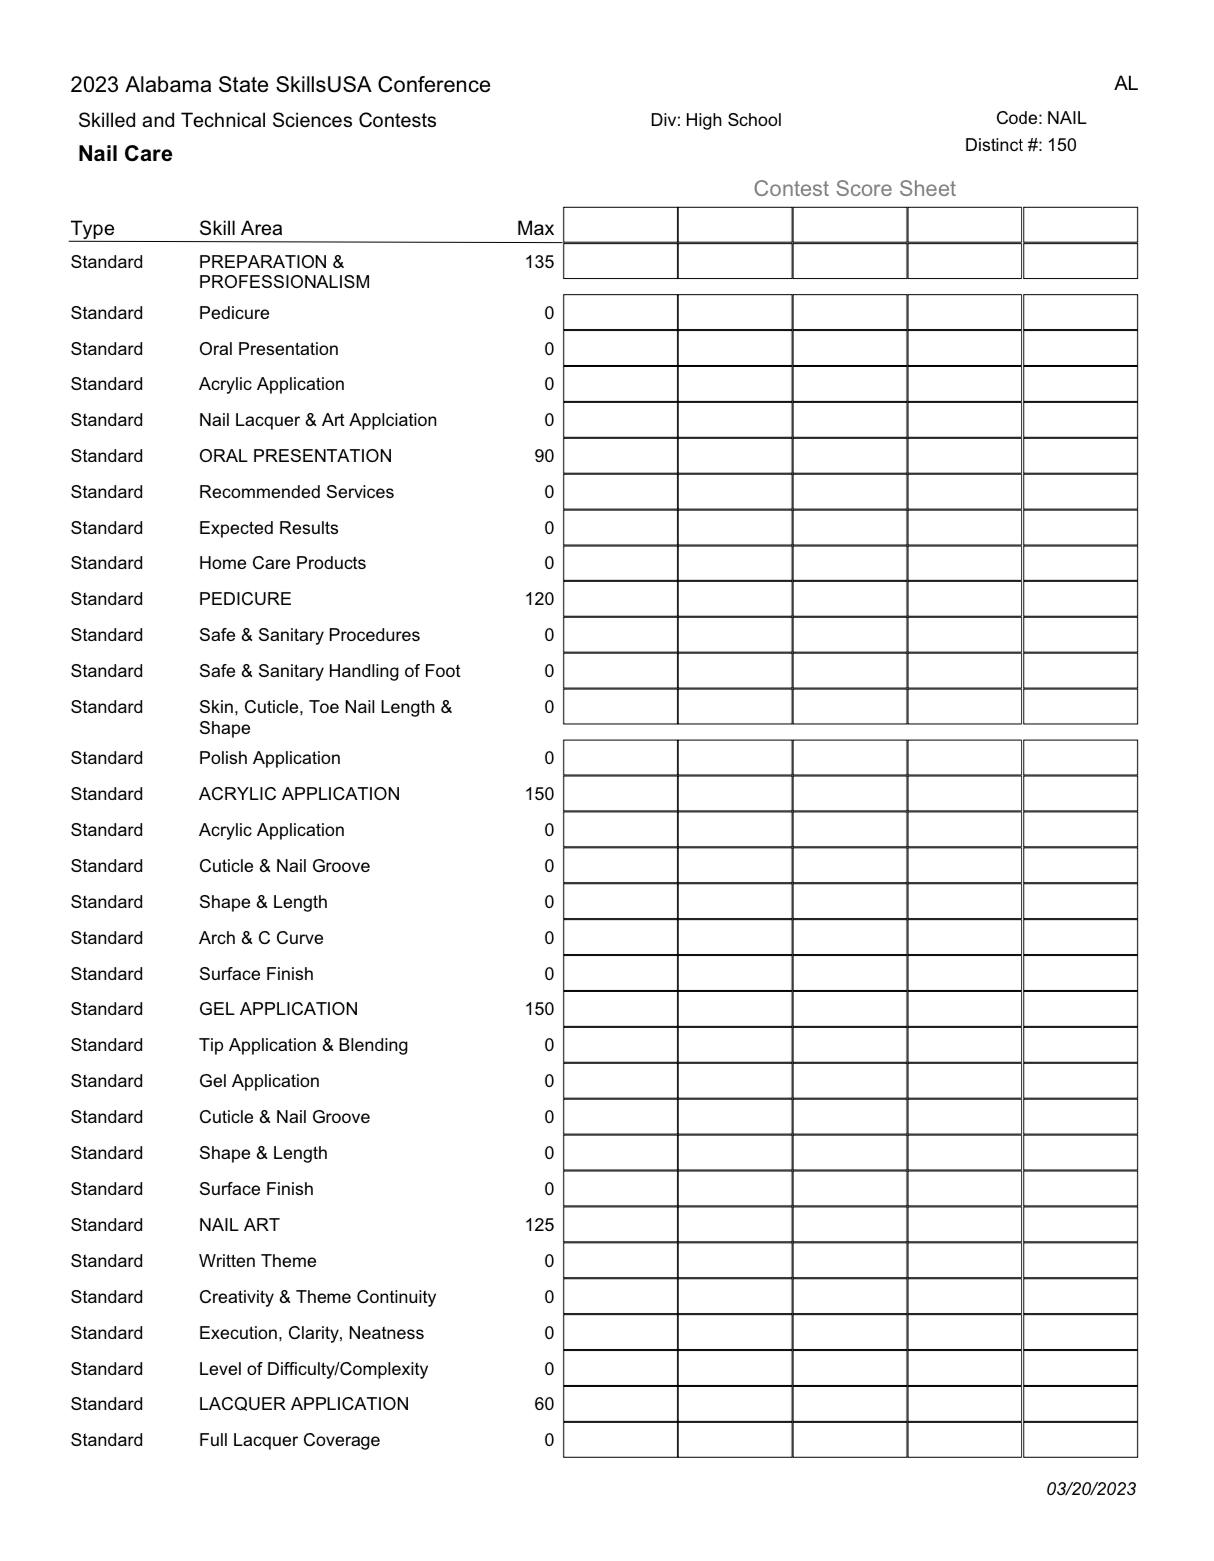 2023 Alabama State SkillsUSA Conference AL
Skilled and Technical Sciences Contests Div: High School Code: NAIL
Nail Care Distinct #: 150
Contest Score Sheet
Type Skill Area Max
Standard PREPARATION & 135
PROFESSIONALISM
Standard Pedicure 0
Standard Oral Presentation 0
Standard Acrylic Application 0
Standard Nail Lacquer & Art Applciation 0
Standard ORAL PRESENTATION 90
Standard Recommended Services 0
Standard Expected Results 0
Standard Home Care Products 0
Standard PEDICURE 120
Standard Safe & Sanitary Procedures 0
Standard Safe & Sanitary Handling of Foot 0
Standard Skin, Cuticle, Toe Nail Length & 0
Shape
Standard Polish Application 0
Standard ACRYLIC APPLICATION 150
Standard Acrylic Application 0
Standard Cuticle & Nail Groove 0
Standard Shape & Length 0
Standard Arch & C Curve 0
Standard Surface Finish 0
Standard GEL APPLICATION 150
Standard Tip Application & Blending 0
Standard Gel Application 0
Standard Cuticle & Nail Groove 0
Standard Shape & Length 0
Standard Surface Finish 0
Standard NAIL ART 125
Standard Written Theme 0
Standard Creativity & Theme Continuity 0
Standard Execution, Clarity, Neatness 0
Standard Level of Difficulty/Complexity 0
Standard LACQUER APPLICATION 60
Standard Full Lacquer Coverage 0
03/20/2023